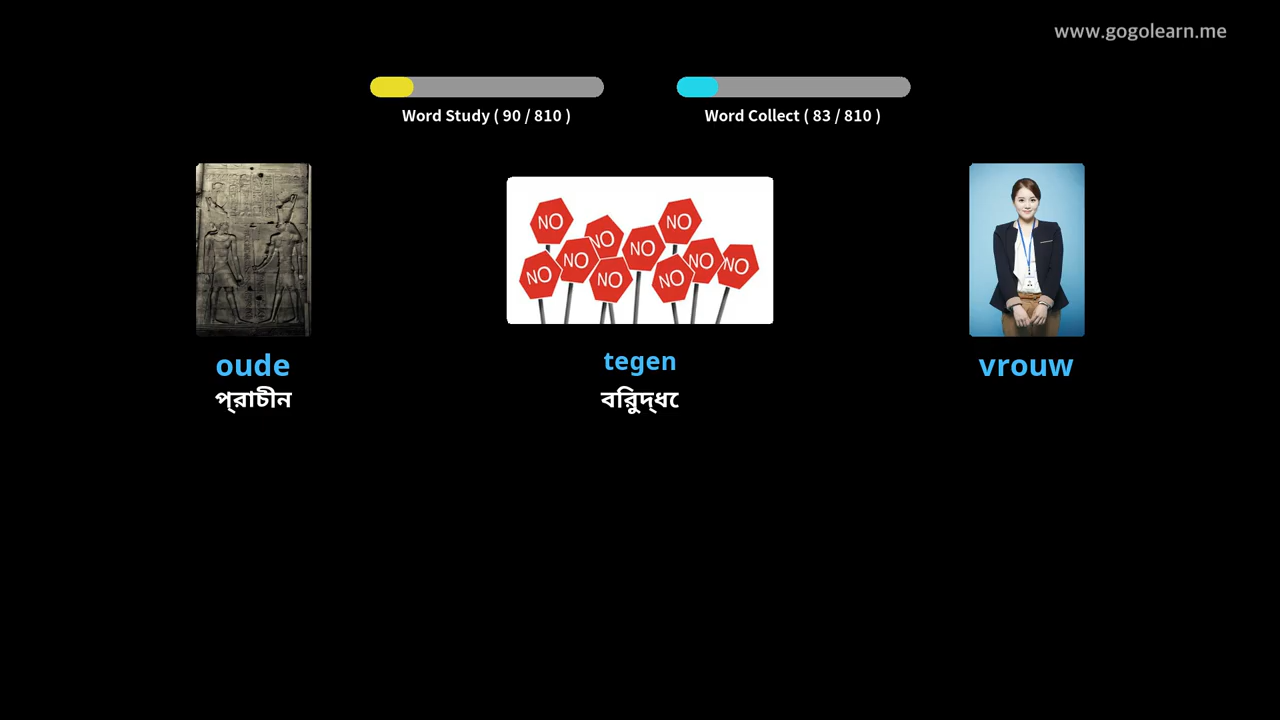 www.gogolearn.me
Word Study ( 90 / 810 )
Word Collect ( 83 / 810 )
NO
NO
NO
NO
NO
NO
NO
NO
NO
NO
oude
tegen
vrouw
প্রাচীন
বিরুদ্ধে